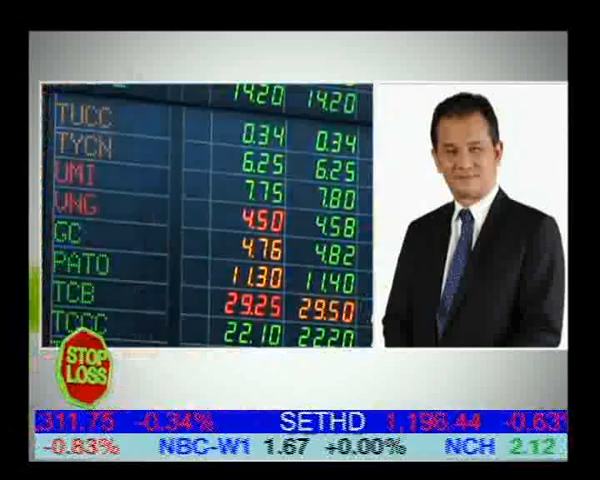 14.20 14.20
TUCC 0.34 0.34
TYCN 6.25 6.25
UMI 7.75 7.80
VNG 4.50 4.58
GC 4.76 4.82
PATO 11.30 11.40
TCB 29.25 29.50
TCCC 22.10 22.20
STOP
LOSS
,311.75 -0.34% SETHD 1,196.44 -0.63%
-0.83% NBC-W1 1.67 +0.00% NCH 2.12